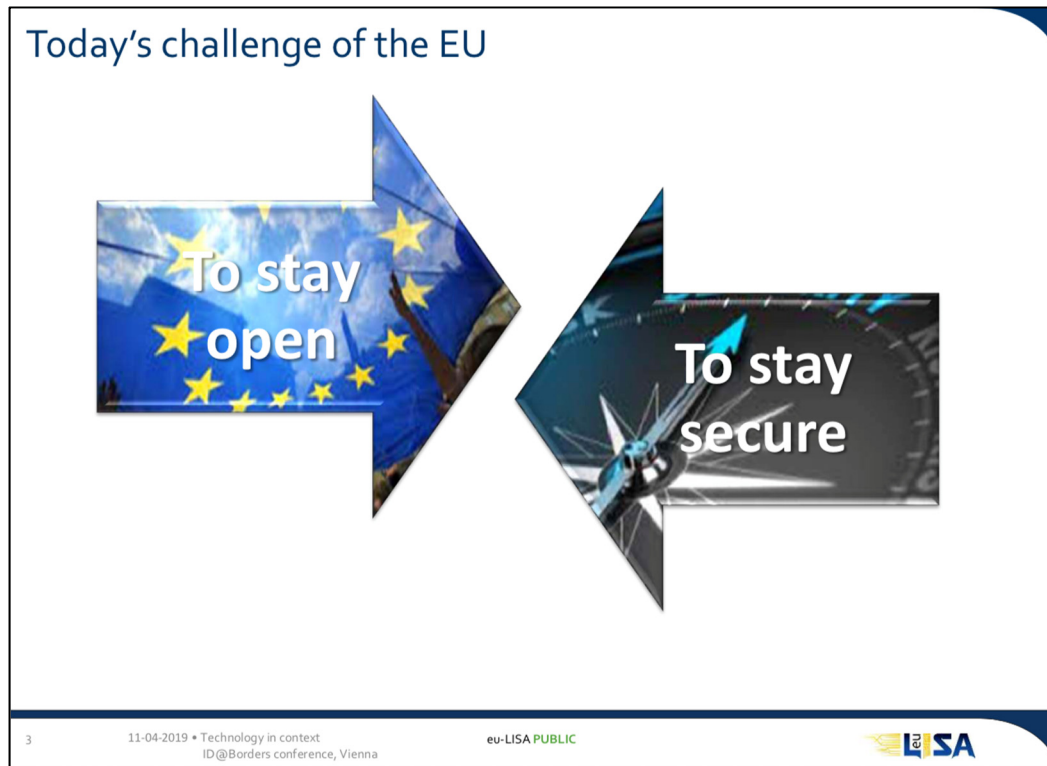 Today's challenge of the EU
To stay
open
To stay
secure
3
11-04-2019 • Technology in context
ID@Borders conference, Vienna
eu-LISA PUBLIC
eu LISA